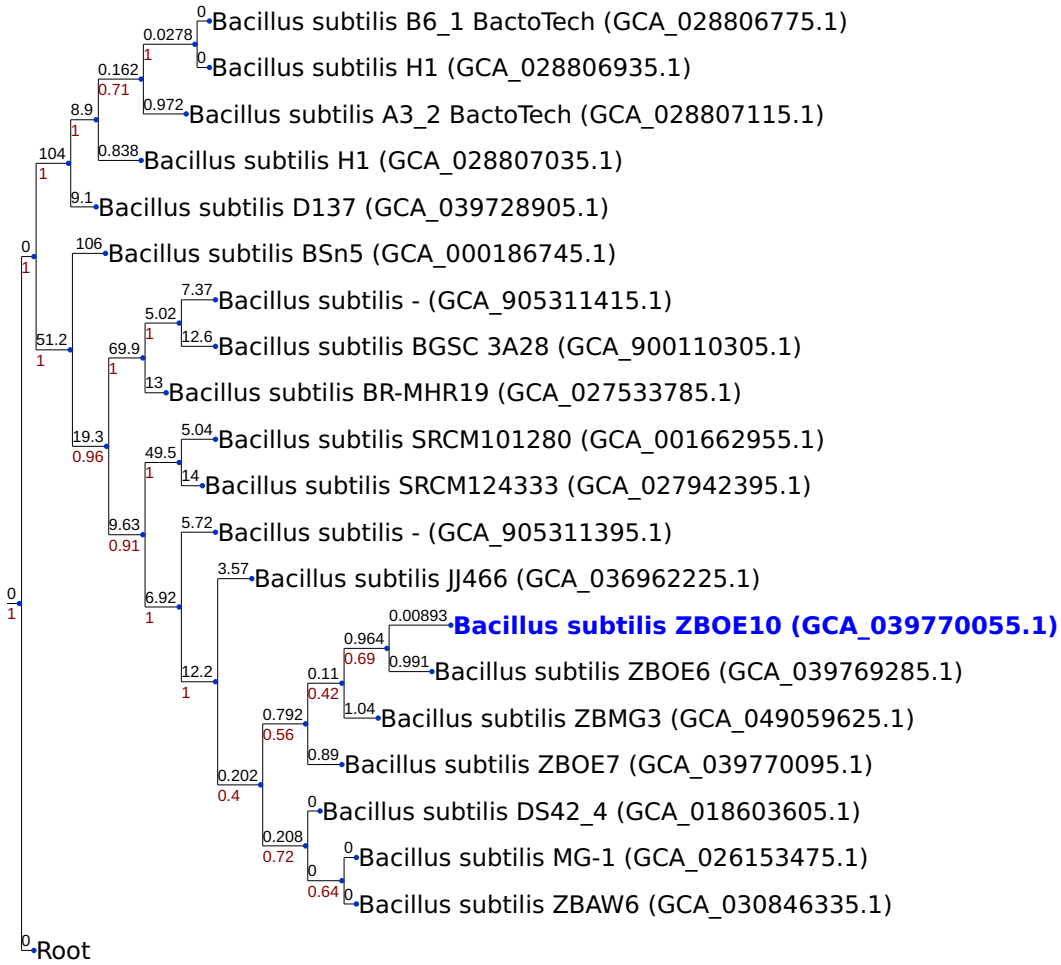 0
Bacillus subtilis B6_1 BactoTech (GCA_028806775.1)
0.0278
1
0
Bacillus subtilis H1 (GCA_028806935.1)
0.162
0.71
0.972
Bacillus subtilis A3_2 BactoTech (GCA_028807115.1)
8.9
1
0.838
Bacillus subtilis H1 (GCA_028807035.1)
104
1
9.1
Bacillus subtilis D137 (GCA_039728905.1)
0
1
106
Bacillus subtilis BSn5 (GCA_000186745.1)
7.37
Bacillus subtilis - (GCA_905311415.1)
5.02
1
12.6
Bacillus subtilis BGSC 3A28 (GCA_900110305.1)
51.2
1
69.9
1
13
Bacillus subtilis BR-MHR19 (GCA_027533785.1)
19.3
0.96
5.04
Bacillus subtilis SRCM101280 (GCA_001662955.1)
49.5
1
14
Bacillus subtilis SRCM124333 (GCA_027942395.1)
9.63
0.91
5.72
Bacillus subtilis - (GCA_905311395.1)
6.92
1
3.57
Bacillus subtilis JJ466 (GCA_036962225.1)
0
1
0.00893
Bacillus subtilis ZBOE10 (GCA_039770055.1)
0.964
0.69
0.991
Bacillus subtilis ZBOE6 (GCA_039769285.1)
12.2
1
0.11
0.42
1.04
Bacillus subtilis ZBMG3 (GCA_049059625.1)
0.792
0.56
0.89
Bacillus subtilis ZBOE7 (GCA_039770095.1)
0.202
0.4
0
Bacillus subtilis DS42_4 (GCA_018603605.1)
0.208
0.72
0
Bacillus subtilis MG-1 (GCA_026153475.1)
0
0.64
0
Bacillus subtilis ZBAW6 (GCA_030846335.1)
0
Root